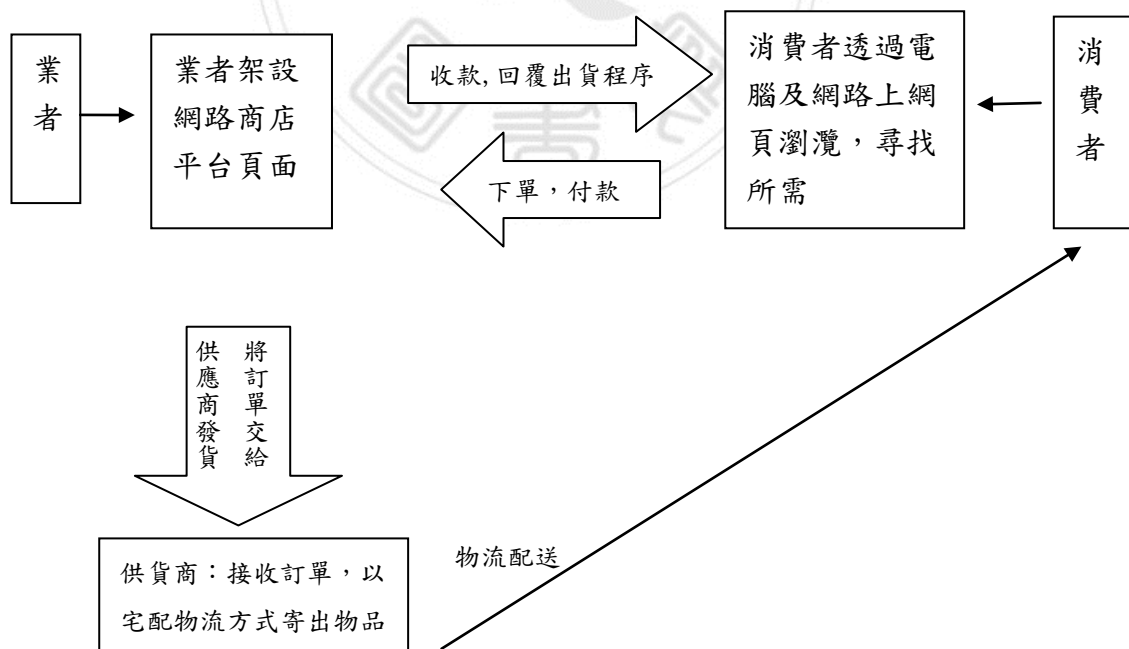 業者
業者架設
網路商店
平台頁面
收款,回覆出貨程序
下單，付款
消費者透過電
腦及網路上網
頁瀏灠，尋找
所需
消費者
將訂單交給
供應商發貨
供貨商：接收訂單，以
宅配物流方式寄出物品
物流配送